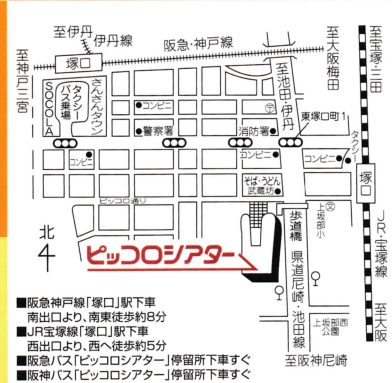 至伊丹
伊丹線
阪急・神戸線
塚口
至神戸三宮
SOCOLA
タクシー
バス乗場
さんさんタウン
コンビニ
至池田
伊丹
至大阪梅田
至宝塚・三田
東塚口町1
警察署
消防署
タクシー
コンビニ
コンビニ
コンビニ
塚口
そば・うどん
武蔵坊
ピッコロ通り
文
上坂部小
北
4
ピッコロシアター
歩道橋
県道尼崎・池田線
JR・宝塚線
上坂部西公園
至大阪
至阪神尼崎
■阪急神戸線「塚口」駅下車
南出口より、南東徒歩約8分
■JR宝塚線「塚口」駅下車
西出口より、西へ徒歩約5分
■阪急バス「ピッコロシアター」停留所下車すぐ
■阪神バス「ピッコロシアター」停留所下車すぐ